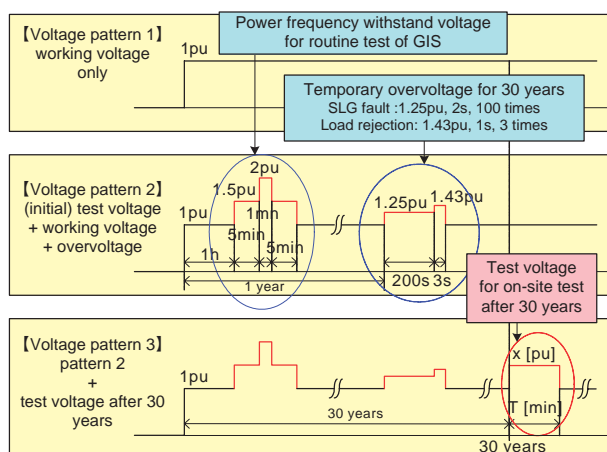 Power frequency withstand voltage
for routine test of GIS
【Voltage pattern 1】
working voltage
only
1pu
Temporary overvoltage for 30 years
SLG fault :1.25pu, 2s, 100 times
Load rejection: 1.43pu, 1s, 3 times
【Voltage pattern 2】
(initial) test voltage
+ working voltage
+ overvoltage
1pu
2pu
1.5pu
1mn
5min
5min
1h
1 year
1.25pu
1.43pu
200s
3s
Test voltage
for on-site test
after 30 years
【Voltage pattern 3】
pattern 2
+
test voltage after 30
years
1pu
x [pu]
T [min]
30 years
30 years